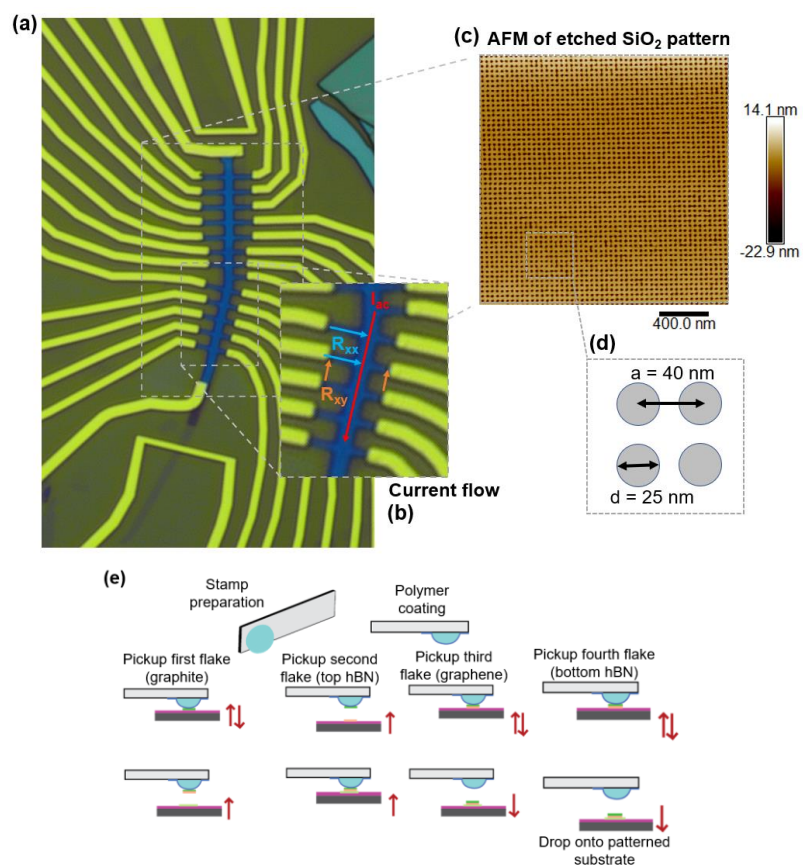 (a)
(c) AFM of etched SiO₂ pattern
14.1 nm
-22.9 nm
400.0 nm
R_xx
R_xy
Current flow
(b)
(d)
a = 40 nm
d = 25 nm
(e)
Stamp
preparation
Polymer
coating
Pickup first flake
(graphite)
Pickup second
flake (top hBN)
Pickup third
flake (graphene)
Pickup fourth flake
(bottom hBN)
Drop onto patterned
substrate